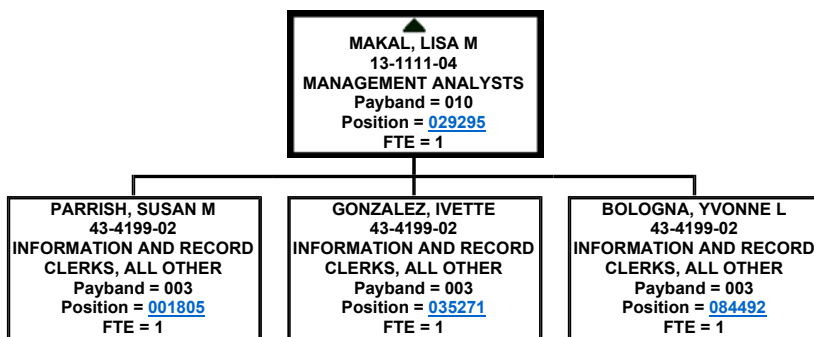 MAKAL, LISA M
13-1111-04
MANAGEMENT ANALYSTS
Payband = 010
Position = 029295
FTE = 1
PARRISH, SUSAN M
43-4199-02
INFORMATION AND RECORD
CLERKS, ALL OTHER
Payband = 003
Position = 001805
FTE = 1
GONZALEZ, IVETTE
43-4199-02
INFORMATION AND RECORD
CLERKS, ALL OTHER
Payband = 003
Position = 035271
FTE = 1
BOLOGNA, YVONNE L
43-4199-02
INFORMATION AND RECORD
CLERKS, ALL OTHER
Payband = 003
Position = 084492
FTE = 1